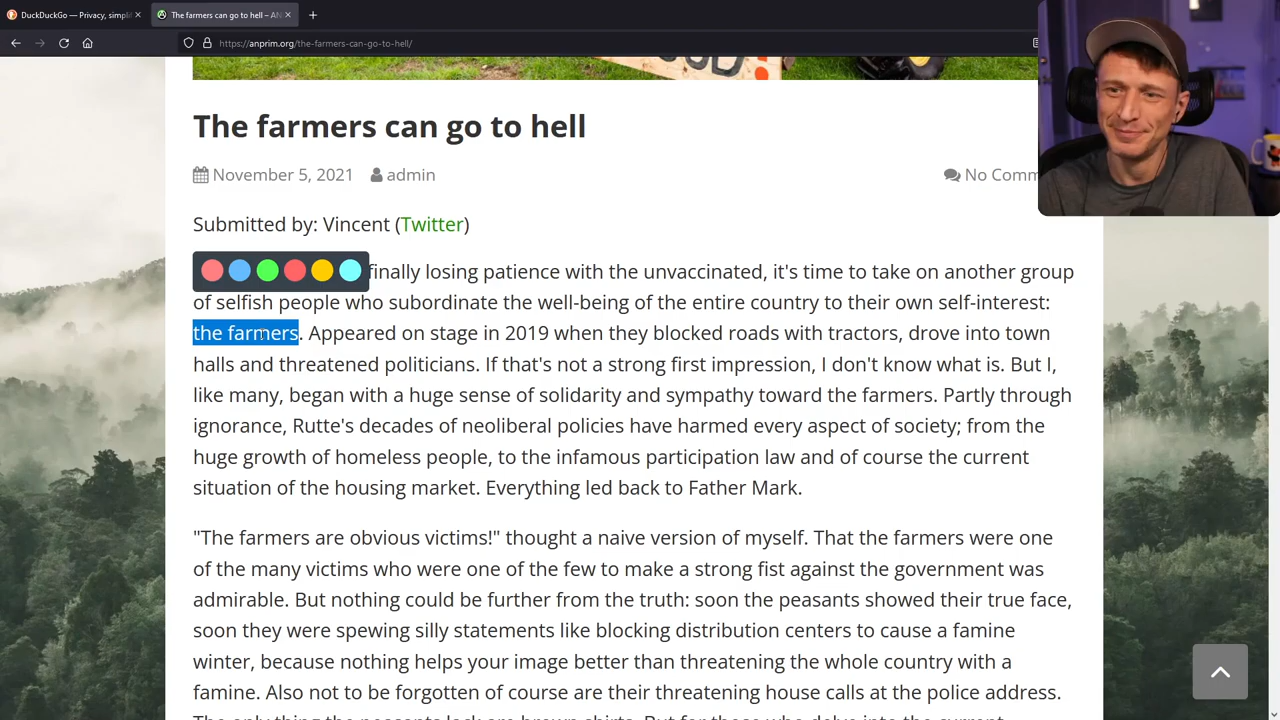 DuckDuckGo — Privacy, simpli
The farmers can go to hell – AN
https://anprim.org/the-farmers-can-go-to-hell/
The farmers can go to hell
November 5, 2021 admin
No Comm
Submitted by: Vincent (Twitter)
finally losing patience with the unvaccinated, it's time to take on another group
of selfish people who subordinate the well-being of the entire country to their own self-interest:
the farmers. Appeared on stage in 2019 when they blocked roads with tractors, drove into town
halls and threatened politicians. If that's not a strong first impression, I don't know what is. But I,
like many, began with a huge sense of solidarity and sympathy toward the farmers. Partly through
ignorance, Rutte's decades of neoliberal policies have harmed every aspect of society; from the
huge growth of homeless people, to the infamous participation law and of course the current
situation of the housing market. Everything led back to Father Mark.
"The farmers are obvious victims!" thought a naive version of myself. That the farmers were one
of the many victims who were one of the few to make a strong fist against the government was
admirable. But nothing could be further from the truth: soon the peasants showed their true face,
soon they were spewing silly statements like blocking distribution centers to cause a famine
winter, because nothing helps your image better than threatening the whole country with a
famine. Also not to be forgotten of course are their threatening house calls at the police address.